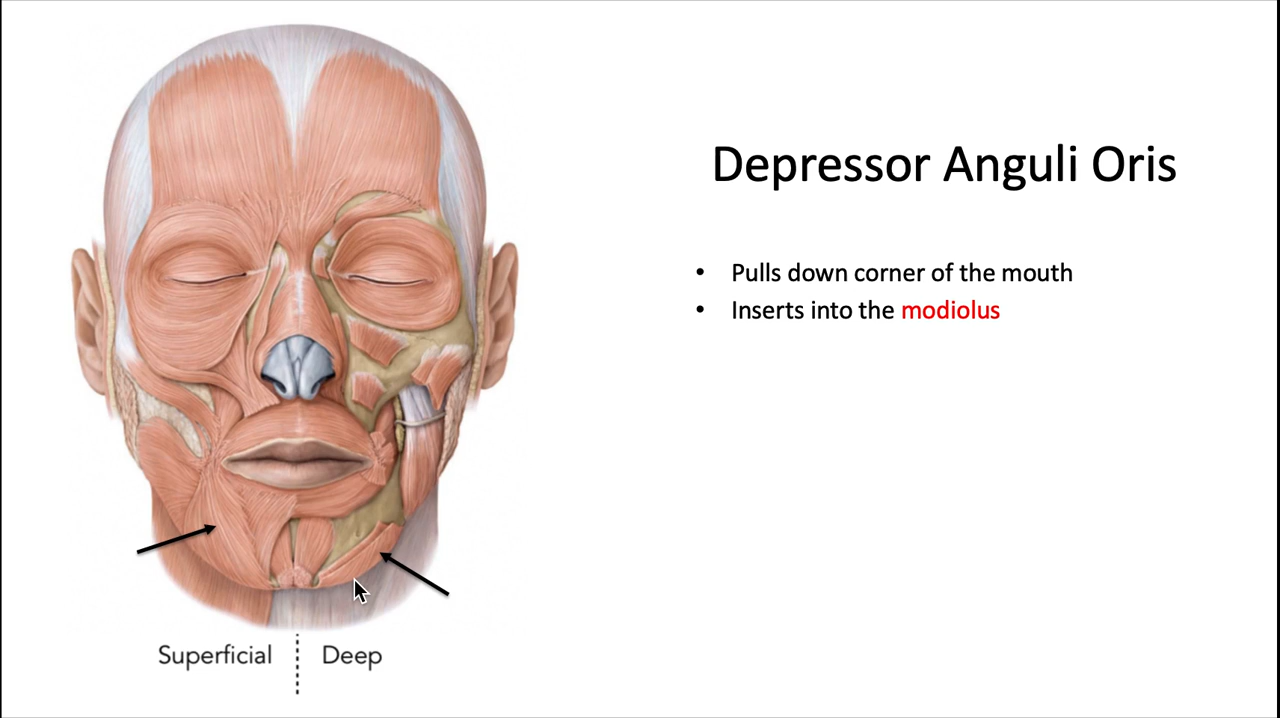 Depressor Anguli Oris
• Pulls down corner of the mouth
• Inserts into the modiolus
Superficial Deep